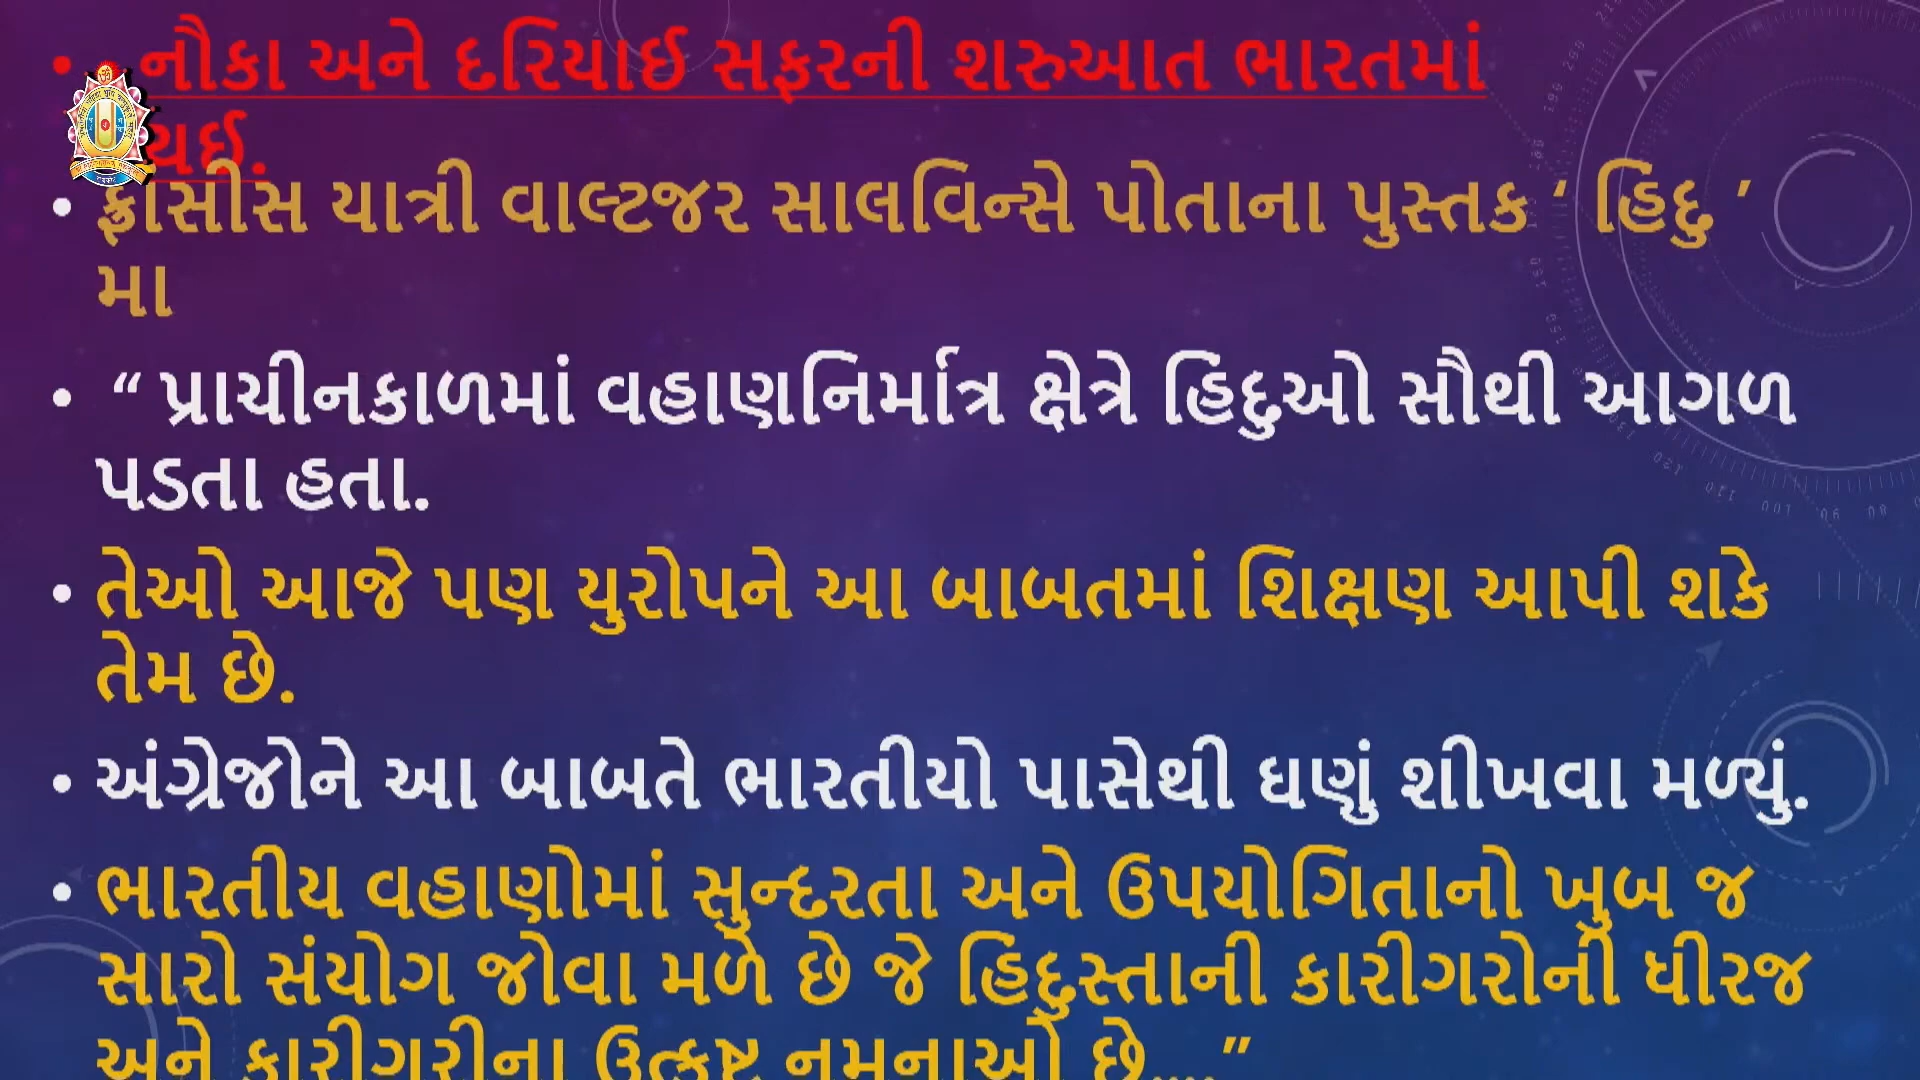 • નૌકા અને દરિયાઈ સફરની શરુઆત ભારતમાં
થઈ.
• ફ્રાસીસ યાત્રી વાલ્ટજર સાલવિન્સે પોતાના પુસ્તક ‘ હિંદુ ’
મા
• “ પ્રાચીનકાળમાં વહાણનિર્માત્ર ક્ષેત્રે હિંદુઓ સૌથી આગળ
પડતા હતા.
• તેઓ આજે પણ યુરોપને આ બાબતમાં શિક્ષણ આપી શકે
તેમ છે.
• અંગ્રેજોને આ બાબતે ભારતીયો પાસેથી ઘણું શીખવા મળ્યું.
• ભારતીય વહાણોમાં સુન્દરતા અને ઉપયોગિતાનો ખુબ જ
સારો સંયોગ જોવા મળે છે જે હિંદુસ્તાની કારીગરોની ધીરજ
અને કારીગરીના ઉત્કૃષ્ટ નમનાઓ છે....”